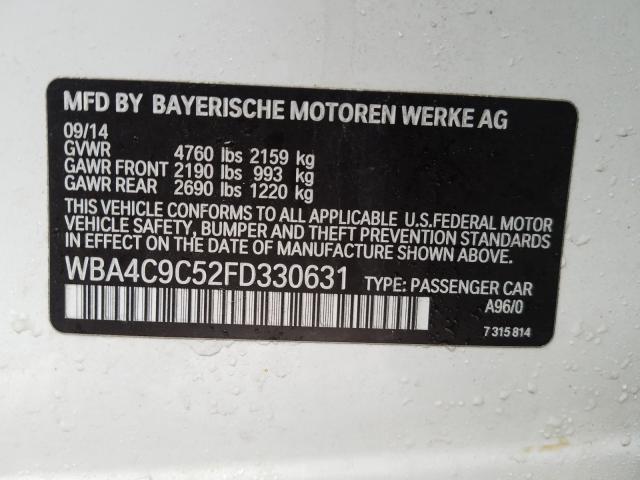 MFD BY BAYERISCHE MOTOREN WERKE AG
09/14
GVWR 4760 lbs 2159 kg
GAWR FRONT 2190 lbs 993 kg
GAWR REAR 2690 lbs 1220 kg
THIS VEHICLE CONFORMS TO ALL APPLICABLE U.S.FEDERAL MOTOR
VEHICLE SAFETY, BUMPER AND THEFT PREVENTION STANDARDS
IN EFFECT ON THE DATE OF MANUFACTURE SHOWN ABOVE.
WBA4C9C52FD330631 TYPE: PASSENGER CAR
A96/0
7 315 814